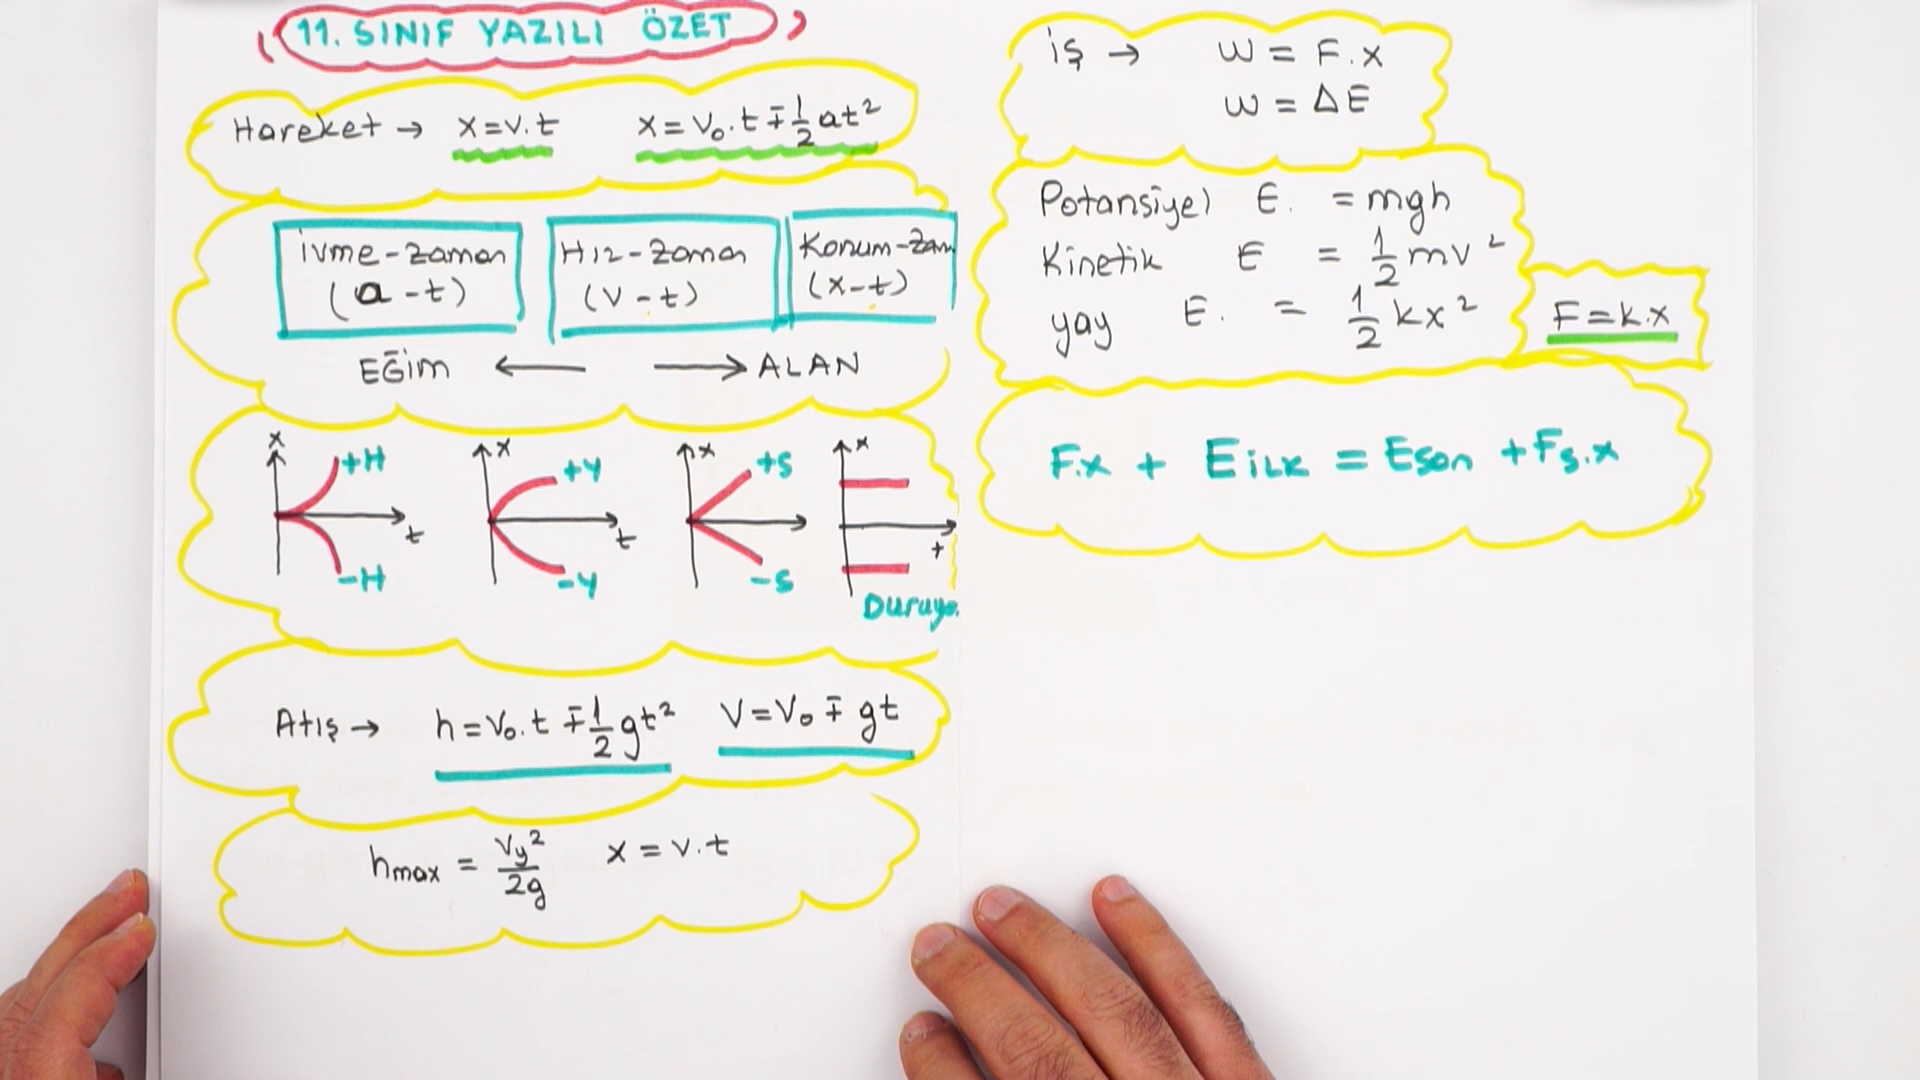 11. SINIF YAZILI ÖZET
Hareket → x=v.t x=v₀.t∓½at²
İvme-Zaman
(a-t)
Hız-Zaman
(v-t)
Konum-Zam
(x-t)
EĞİM ← → ALAN
x +H t -H
x +Y t -Y
x +S -S
x t
Duruyo.
Atış → h=v₀.t∓½gt² V=V₀∓gt
hmax = Vy²/2g x=v.t
İş → W = F.x
W = ΔE
Potansiyel E. = mgh
Kinetik E = ½mv²
yay E. = ½kx²
F=k.x
F.x + Eilk = Eson + Fs.x